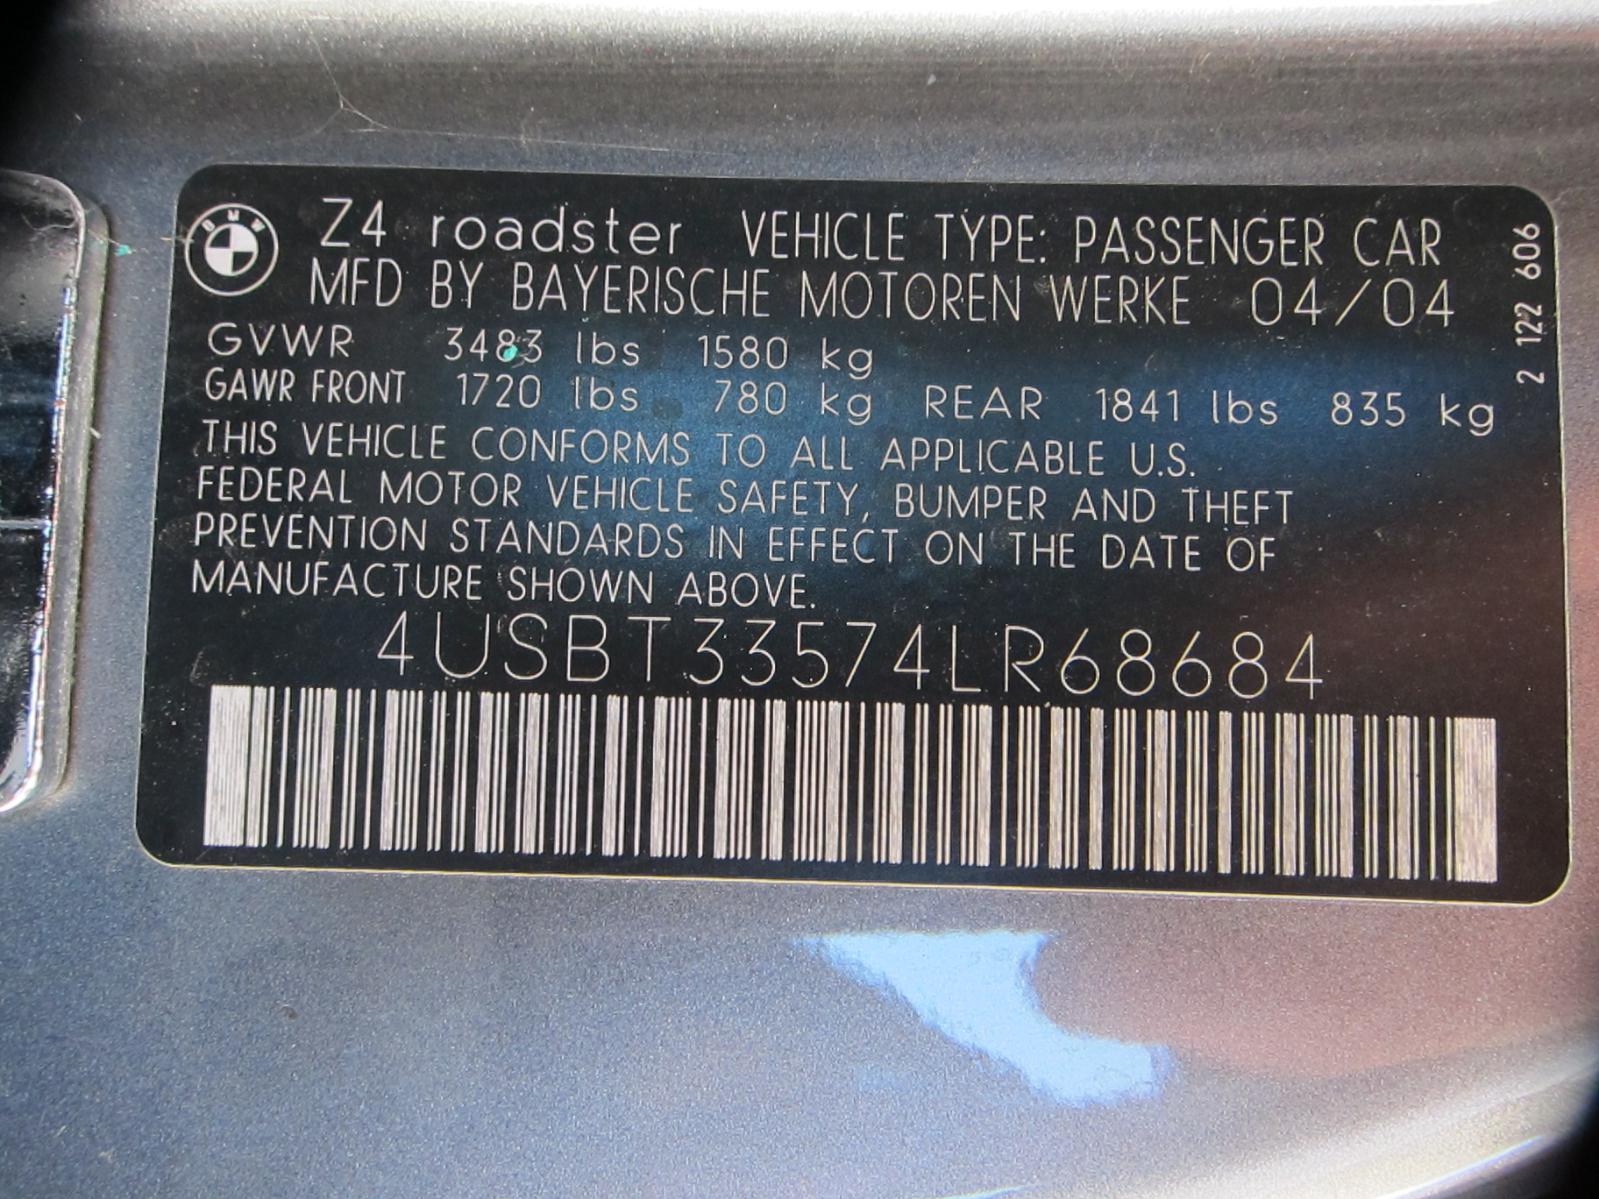 BMW
Z4 roadster VEHICLE TYPE: PASSENGER CAR
MFD BY BAYERISCHE MOTOREN WERKE 04/04
GVWR 3483 lbs 1580 kg
GAWR FRONT 1720 lbs 780 kg REAR 1841 lbs 835 kg
THIS VEHICLE CONFORMS TO ALL APPLICABLE U.S.
FEDERAL MOTOR VEHICLE SAFETY, BUMPER AND THEFT
PREVENTION STANDARDS IN EFFECT ON THE DATE OF
MANUFACTURE SHOWN ABOVE.
4USBT33574LR68684
2 122 606